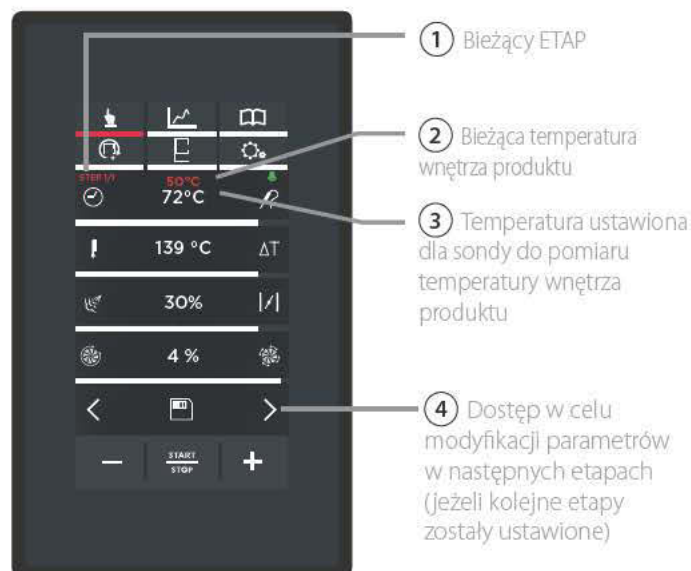 STEP 1/1
50°C
72°C
139 °C
ΔT
30%
4 %
START
STOP
1 Bieżący ETAP
2 Bieżąca temperatura
wnętrza produktu
3 Temperatura ustawiona
dla sondy do pomiaru
temperatury wnętrza
produktu
4 Dostęp w celu
modyfikacji parametrów
w następnych etapach
(jeżeli kolejne etapy
zostały ustawione)